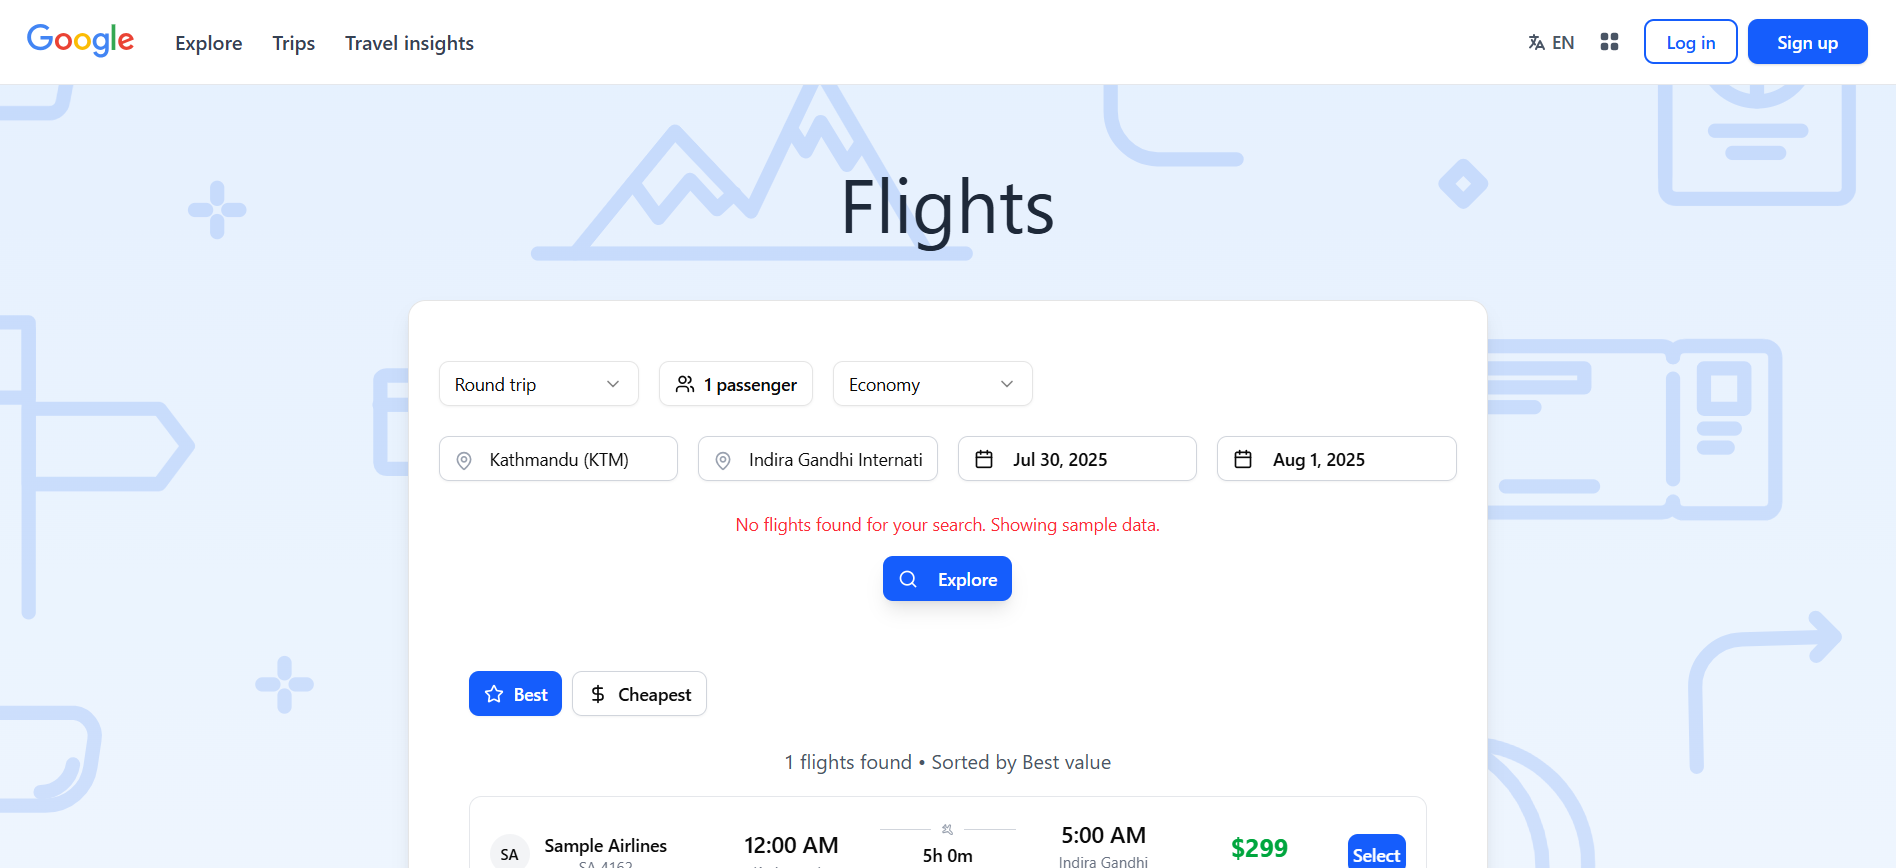 Google Explore Trips Travel insights EN Log in Sign up
Flights
Round trip 1 passenger Economy
Kathmandu (KTM) Indira Gandhi Internati Jul 30, 2025 Aug 1, 2025
No flights found for your search. Showing sample data.
Explore
Best Cheapest
1 flights found • Sorted by Best value
SA Sample Airlines 12:00 AM 5h 0m 5:00 AM $299 Select
SA 4162 Indira Gandhi